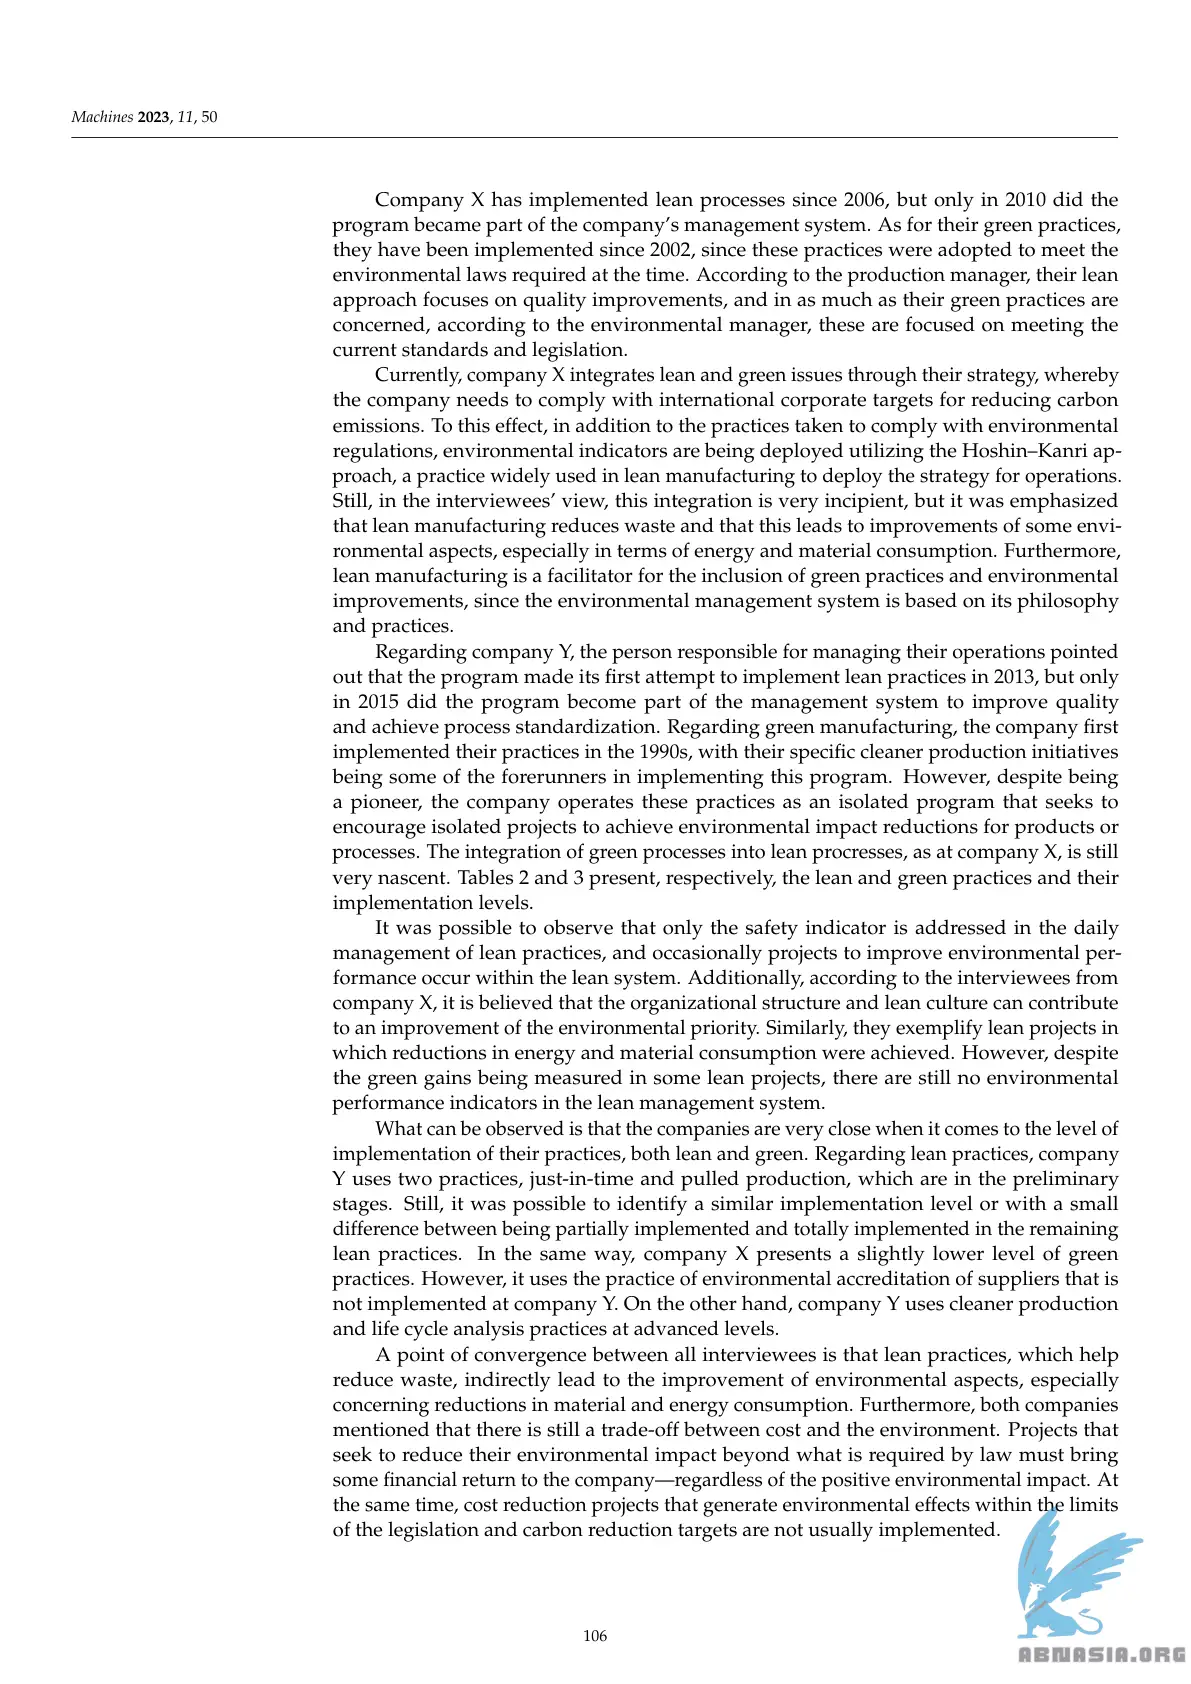 Machines 2023, 11, 50
Company X has implemented lean processes since 2006, but only in 2010 did the
program became part of the company's management system. As for their green practices,
they have been implemented since 2002, since these practices were adopted to meet the
environmental laws required at the time. According to the production manager, their lean
approach focuses on quality improvements, and in as much as their green practices are
concerned, according to the environmental manager, these are focused on meeting the
current standards and legislation.
Currently, company X integrates lean and green issues through their strategy, whereby
the company needs to comply with international corporate targets for reducing carbon
emissions. To this effect, in addition to the practices taken to comply with environmental
regulations, environmental indicators are being deployed utilizing the Hoshin–Kanri ap-
proach, a practice widely used in lean manufacturing to deploy the strategy for operations.
Still, in the interviewees' view, this integration is very incipient, but it was emphasized
that lean manufacturing reduces waste and that this leads to improvements of some envi-
ronmental aspects, especially in terms of energy and material consumption. Furthermore,
lean manufacturing is a facilitator for the inclusion of green practices and environmental
improvements, since the environmental management system is based on its philosophy
and practices.
Regarding company Y, the person responsible for managing their operations pointed
out that the program made its first attempt to implement lean practices in 2013, but only
in 2015 did the program become part of the management system to improve quality
and achieve process standardization. Regarding green manufacturing, the company first
implemented their practices in the 1990s, with their specific cleaner production initiatives
being some of the forerunners in implementing this program. However, despite being
a pioneer, the company operates these practices as an isolated program that seeks to
encourage isolated projects to achieve environmental impact reductions for products or
processes. The integration of green processes into lean procresses, as at company X, is still
very nascent. Tables 2 and 3 present, respectively, the lean and green practices and their
implementation levels.
It was possible to observe that only the safety indicator is addressed in the daily
management of lean practices, and occasionally projects to improve environmental per-
formance occur within the lean system. Additionally, according to the interviewees from
company X, it is believed that the organizational structure and lean culture can contribute
to an improvement of the environmental priority. Similarly, they exemplify lean projects in
which reductions in energy and material consumption were achieved. However, despite
the green gains being measured in some lean projects, there are still no environmental
performance indicators in the lean management system.
What can be observed is that the companies are very close when it comes to the level of
implementation of their practices, both lean and green. Regarding lean practices, company
Y uses two practices, just-in-time and pulled production, which are in the preliminary
stages. Still, it was possible to identify a similar implementation level or with a small
difference between being partially implemented and totally implemented in the remaining
lean practices. In the same way, company X presents a slightly lower level of green
practices. However, it uses the practice of environmental accreditation of suppliers that is
not implemented at company Y. On the other hand, company Y uses cleaner production
and life cycle analysis practices at advanced levels.
A point of convergence between all interviewees is that lean practices, which help
reduce waste, indirectly lead to the improvement of environmental aspects, especially
concerning reductions in material and energy consumption. Furthermore, both companies
mentioned that there is still a trade-off between cost and the environment. Projects that
seek to reduce their environmental impact beyond what is required by law must bring
some financial return to the company—regardless of the positive environmental impact. At
the same time, cost reduction projects that generate environmental effects within the limits
of the legislation and carbon reduction targets are not usually implemented.
106
ABNASIA.ORG